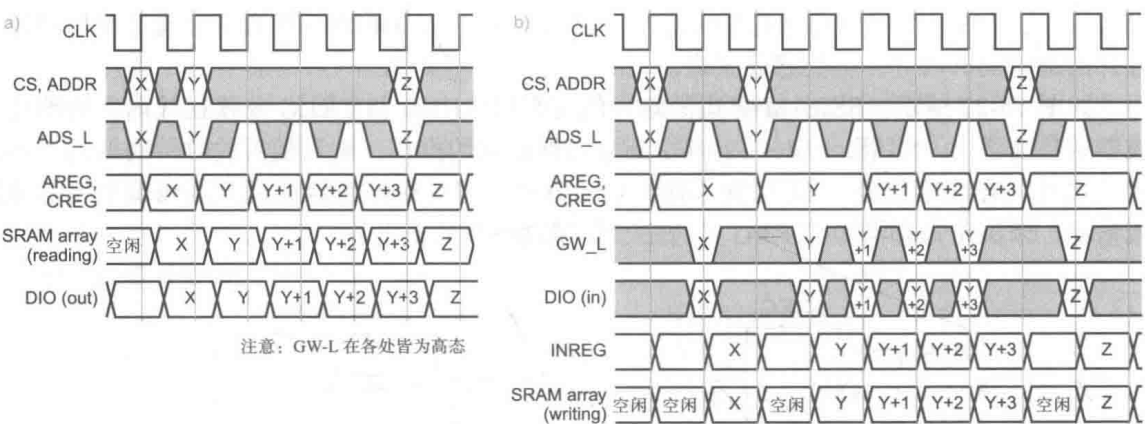 a)
CLK
CS, ADDR X Y Z
ADS_L X Y Z
AREG, CREG X Y Y+1 Y+2 Y+3 Z
SRAM array (reading) 空闲 X Y Y+1 Y+2 Y+3 Z
DIO (out) X Y Y+1 Y+2 Y+3 Z
注意：GW-L 在各处皆为高态
b)
CLK
CS, ADDR X Y Z
ADS_L X Y Z
AREG, CREG X Y Y+1 Y+2 Y+3 Z
GW_L X Y Y+1 Y+2 Y+3 Z
DIO (in) X Y Y+1 Y+2 Y+3 Z
INREG X Y Y+1 Y+2 Y+3 Z
SRAM array (writing) 空闲 空闲 X 空闲 Y Y+1 Y+2 Y+3 空闲 Z